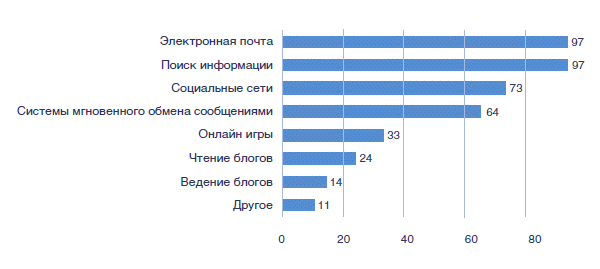 Электронная почта 97
Поиск информации 97
Социальные сети 73
Системы мгновенного обмена сообщениями 64
Онлайн игры 33
Чтение блогов 24
Ведение блогов 14
Другое 11
0 20 40 60 80